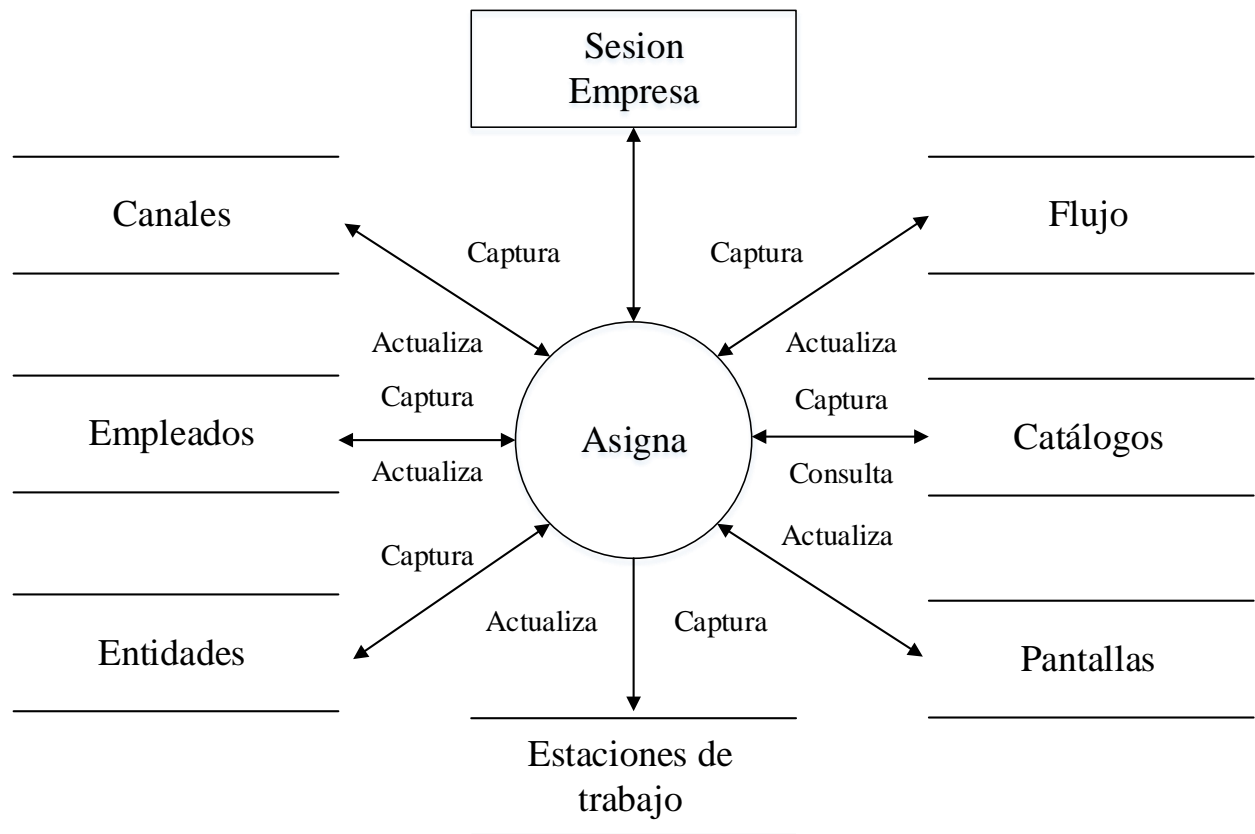 Sesion
Empresa
Canales
Flujo
Captura
Captura
Actualiza
Actualiza
Captura
Captura
Empleados
Asigna
Catálogos
Actualiza
Consulta
Actualiza
Captura
Actualiza
Captura
Entidades
Pantallas
Estaciones de
trabajo